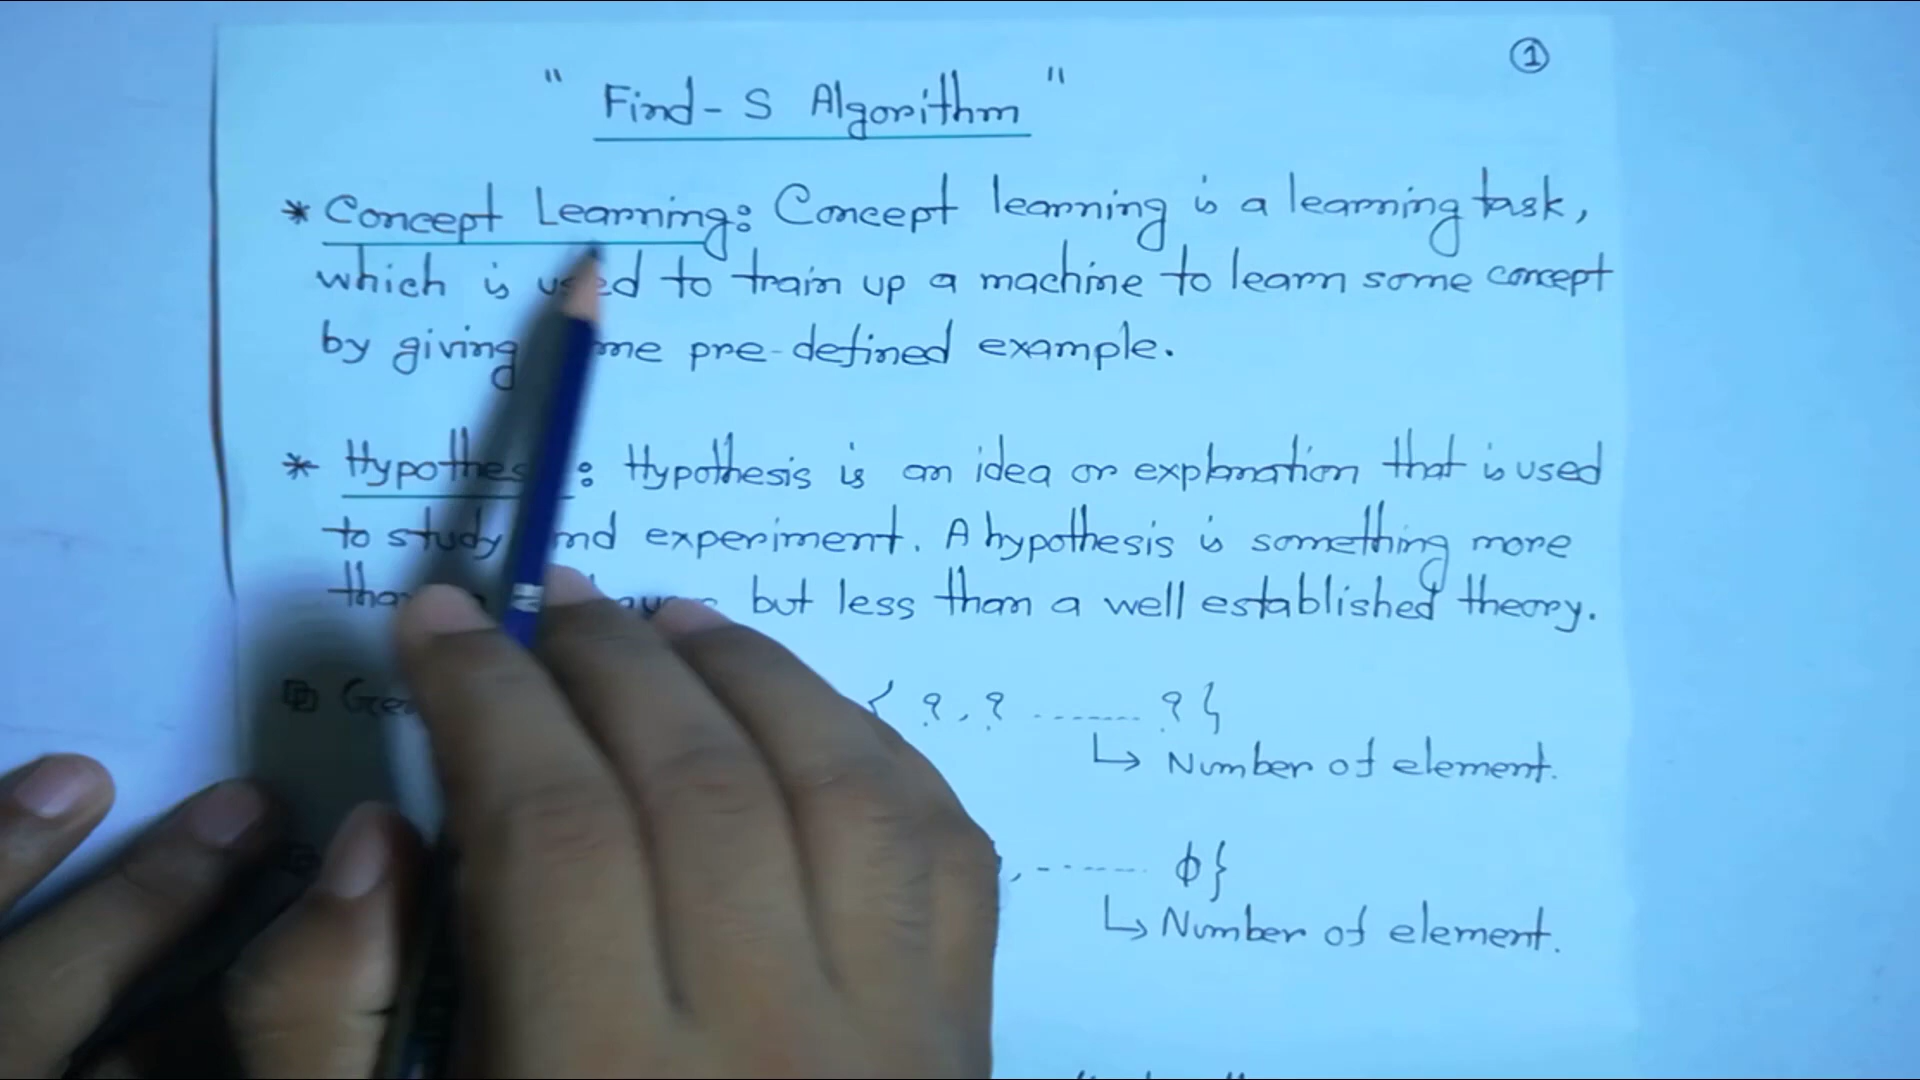 ①
" Find-S Algorithm "
* Concept Learning: Concept learning is a learning task,
which is used to train up a machine to learn some concept
by giving pre-defined example.
* Hypothesis: Hypothesis is an idea or explanation that is used
to study and experiment. A hypothesis is something more
but less than a well established theory.
{ ?, ? ....... ? }
↳ Number of element.
, ....... ϕ}
↳ Number of element.